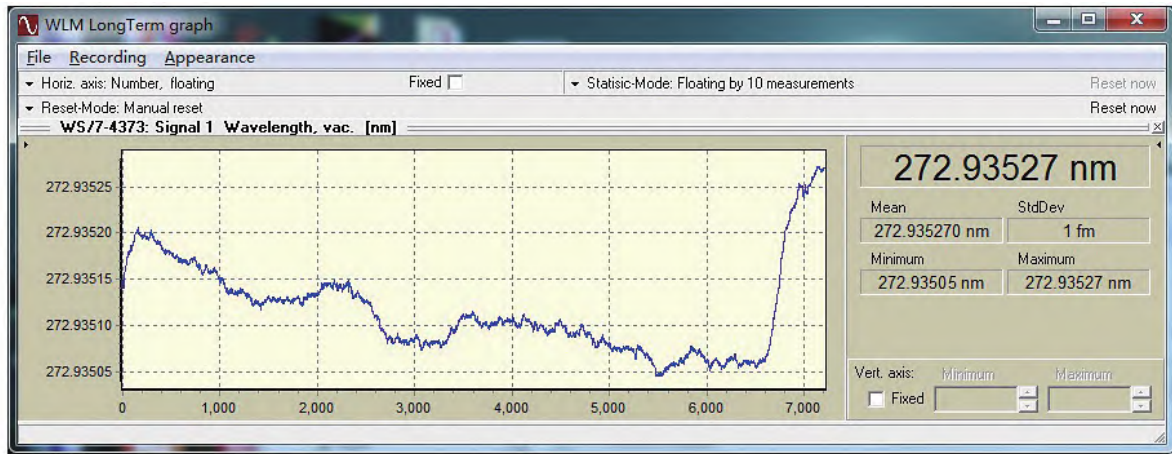 WLM LongTerm graph
File Recording Appearance
Horiz. axis: Number, floating Fixed Statisic-Mode: Floating by 10 measurements Reset now
Reset-Mode: Manual reset Reset now
WS/7-4373: Signal 1 Wavelength, vac. [nm]
272.93525
272.93520
272.93515
272.93510
272.93505
0 1,000 2,000 3,000 4,000 5,000 6,000 7,000
272.93527 nm
Mean StdDev
272.935270 nm 1 fm
Minimum Maximum
272.93505 nm 272.93527 nm
Vert. axis: Minimum Maximum
Fixed